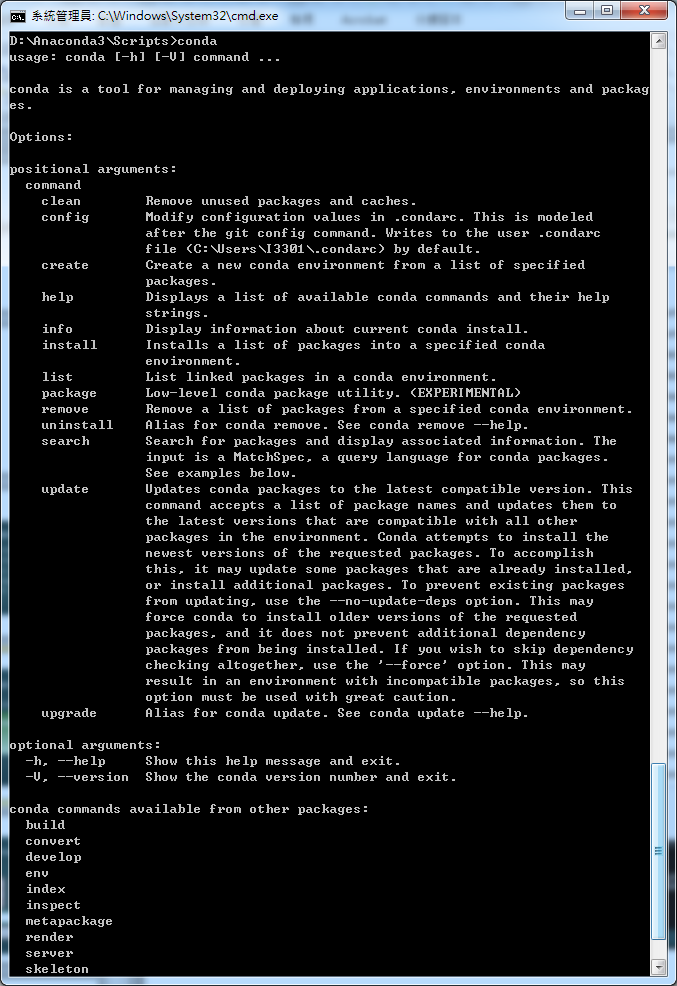 系統管理員: C:\Windows\System32\cmd.exe
D:\Anaconda3\Scripts>conda
usage: conda [-h] [-V] command ...
conda is a tool for managing and deploying applications, environments and packag
es.
Options:
positional arguments:
command
clean Remove unused packages and caches.
config Modify configuration values in .condarc. This is modeled
after the git config command. Writes to the user .condarc
file (C:\Users\I3301\.condarc) by default.
create Create a new conda environment from a list of specified
packages.
help Displays a list of available conda commands and their help
strings.
info Display information about current conda install.
install Installs a list of packages into a specified conda
environment.
list List linked packages in a conda environment.
package Low-level conda package utility. (EXPERIMENTAL)
remove Remove a list of packages from a specified conda environment.
uninstall Alias for conda remove. See conda remove --help.
search Search for packages and display associated information. The
input is a MatchSpec, a query language for conda packages.
See examples below.
update Updates conda packages to the latest compatible version. This
command accepts a list of package names and updates them to
the latest versions that are compatible with all other
packages in the environment. Conda attempts to install the
newest versions of the requested packages. To accomplish
this, it may update some packages that are already installed,
or install additional packages. To prevent existing packages
from updating, use the --no-update-deps option. This may
force conda to install older versions of the requested
packages, and it does not prevent additional dependency
packages from being installed. If you wish to skip dependency
checking altogether, use the '--force' option. This may
result in an environment with incompatible packages, so this
option must be used with great caution.
upgrade Alias for conda update. See conda update --help.
optional arguments:
-h, --help Show this help message and exit.
-V, --version Show the conda version number and exit.
conda commands available from other packages:
build
convert
develop
env
index
inspect
metapackage
render
server
skeleton